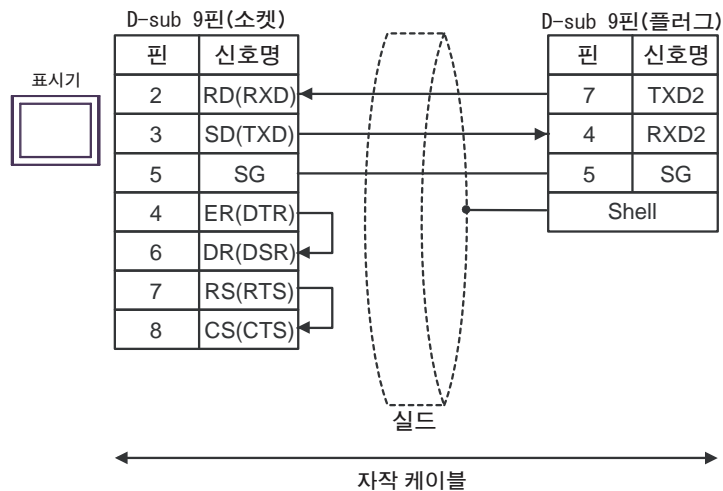 D-sub 9핀(소켓)
D-sub 9핀(플러그)
표시기
핀 신호명
2 RD(RXD)
3 SD(TXD)
5 SG
4 ER(DTR)
6 DR(DSR)
7 RS(RTS)
8 CS(CTS)
핀 신호명
7 TXD2
4 RXD2
5 SG
Shell
실드
자작 케이블